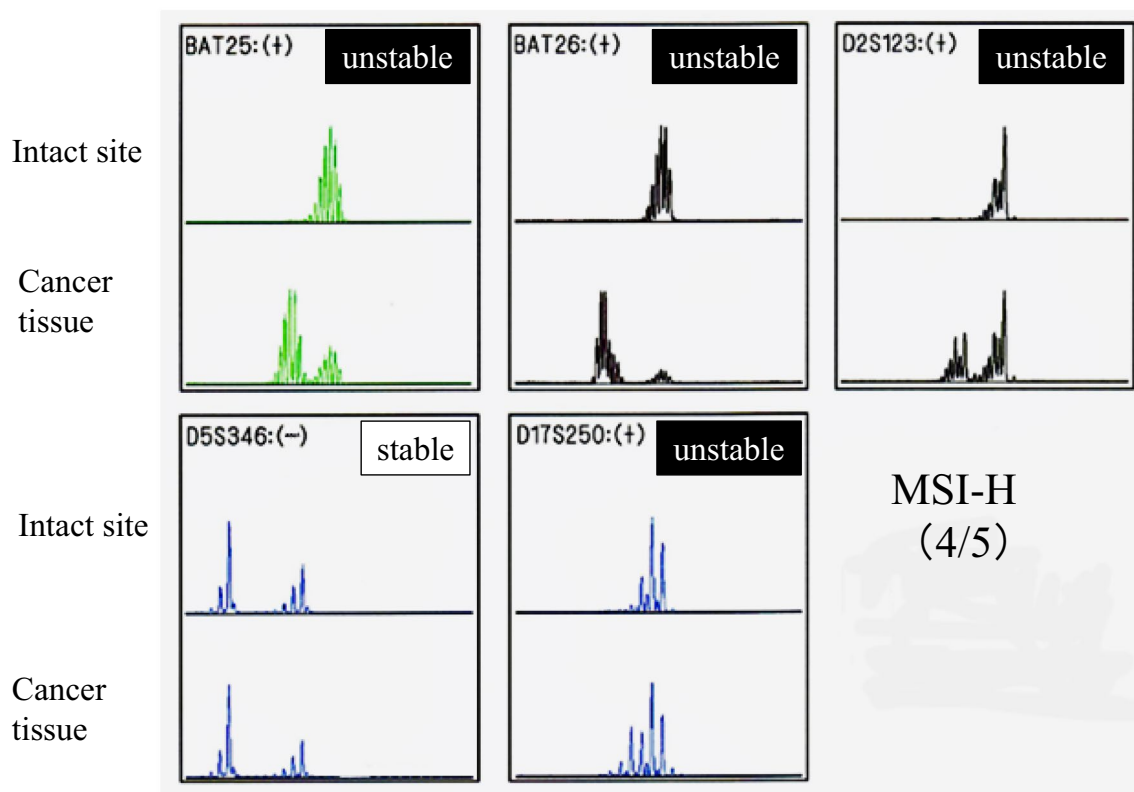 BAT25:(+)
unstable
BAT26:(+)
unstable
D2S123:(+)
unstable
Intact site
Cancer
tissue
D5S346:(−)
stable
D17S250:(+)
unstable
Intact site
MSI-H
（4/5）
Cancer
tissue